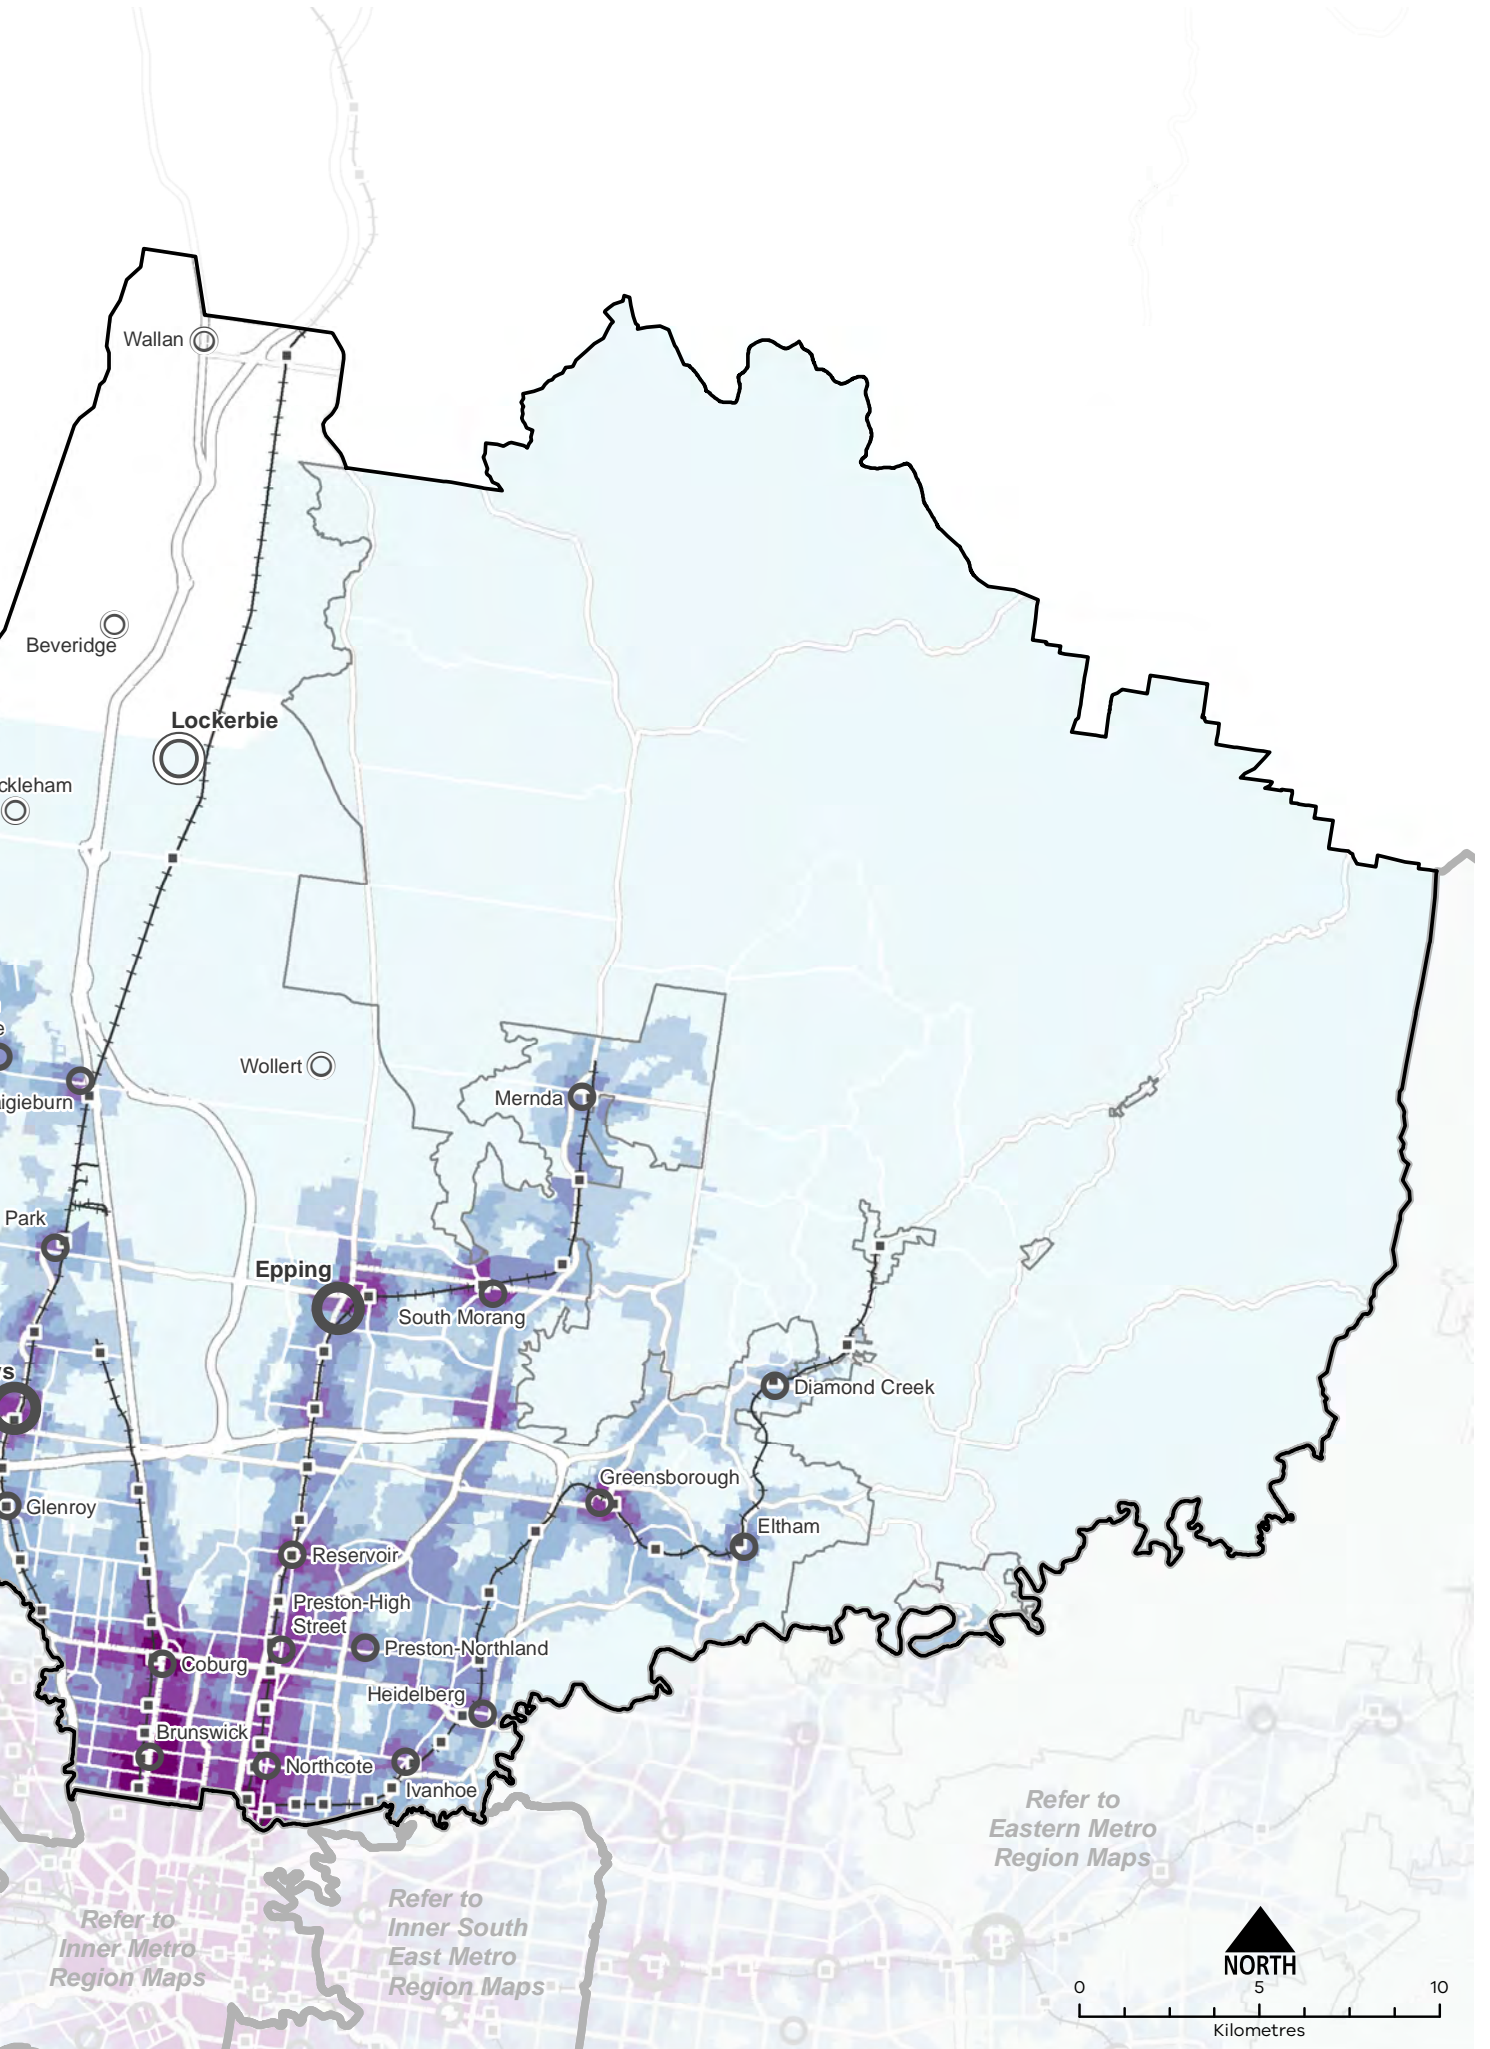 Wallan
Beveridge
Lockerbie
ckleham
e
Wollert
Mernda
igieburn
Park
Epping
South Morang
ys
Diamond Creek
Greensborough
Glenroy
Eltham
Reservoir
Preston-High
Street
Preston-Northland
Coburg
Heidelberg
Brunswick
Northcote
Ivanhoe
Refer to
Eastern Metro
Region Maps
Refer to
Inner South
East Metro
Region Maps
Refer to
Inner Metro
Region Maps
NORTH
0 5 10
Kilometres